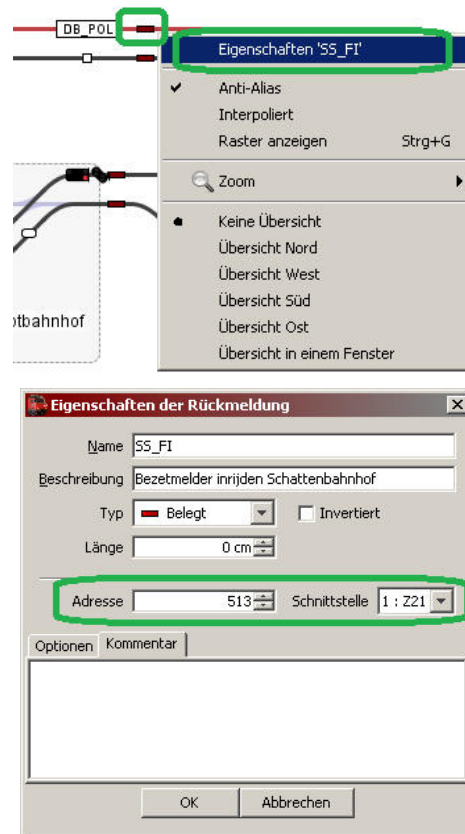 DB_POL
Eigenschaften 'SS_FI'
Anti-Alias
Interpoliert
Raster anzeigen Strg+G
Zoom
Keine Übersicht
Übersicht Nord
Übersicht West
Übersicht Süd
Übersicht Ost
Übersicht in einem Fenster
otbahnhof
Eigenschaften der Rückmeldung
Name SS_FI
Beschreibung Bezetmelder inrijden Schattenbahnhof
Typ Belegt Invertiert
Länge 0 cm
Adresse 513 Schnittstelle 1 : Z21
Optionen Kommentar
OK Abbrechen